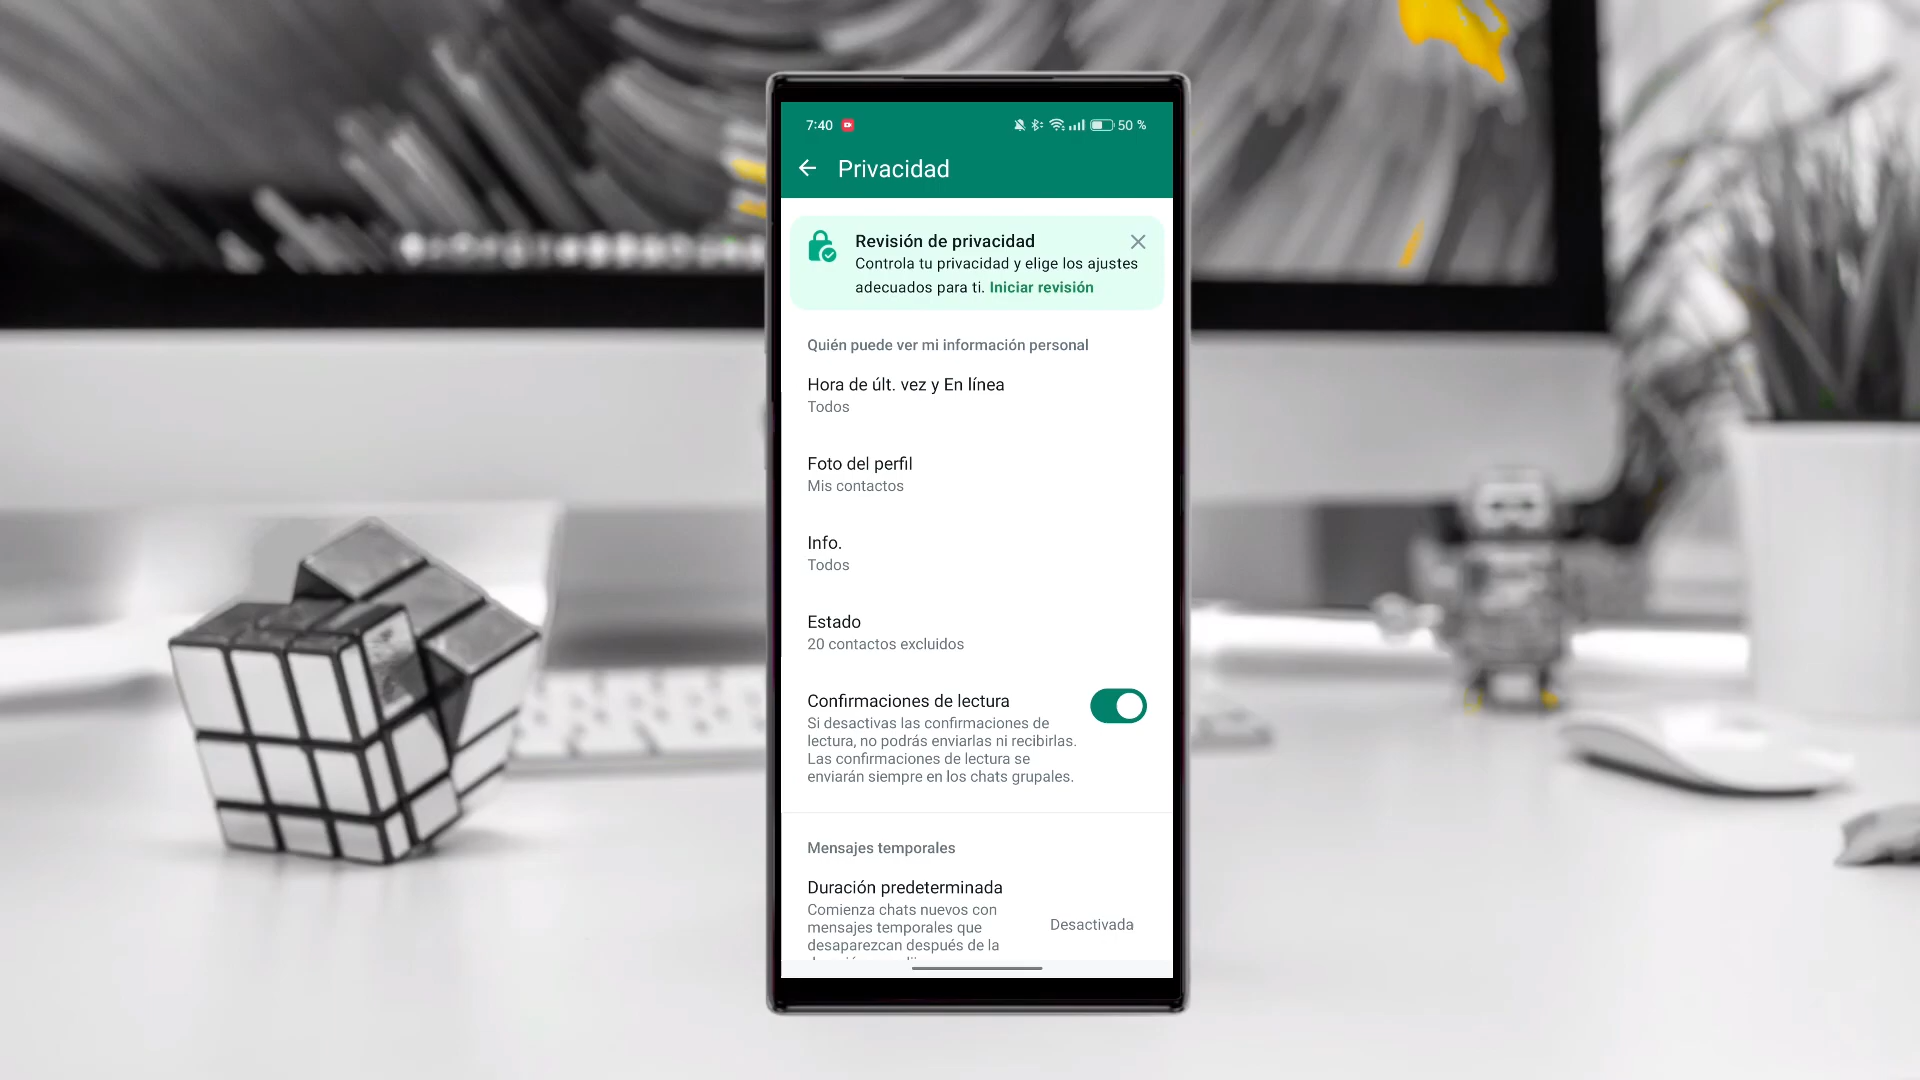 7:40 50 %
Privacidad
Revisión de privacidad
Controla tu privacidad y elige los ajustes
adecuados para ti. Iniciar revisión
Quién puede ver mi información personal
Hora de últ. vez y En línea
Todos
Foto del perfil
Mis contactos
Info.
Todos
Estado
20 contactos excluidos
Confirmaciones de lectura
Si desactivas las confirmaciones de
lectura, no podrás enviarlas ni recibirlas.
Las confirmaciones de lectura se
enviarán siempre en los chats grupales.
Mensajes temporales
Duración predeterminada
Comienza chats nuevos con
mensajes temporales que
desaparezcan después de la
Desactivada